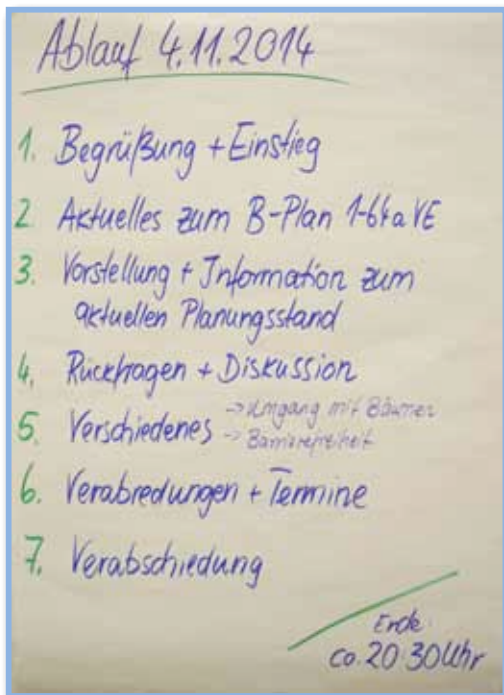 Ablauf 4.11.2014
1. Begrüßung + Einstieg
2. Aktuelles zum B-Plan 1-64a VE
3. Vorstellung + Information zum
aktuellen Planungsstand
4. Rückfragen + Diskussion
5. Verschiedenes -> Umgang mit Bäumen
-> Barrierefreiheit
6. Verabredungen + Termine
7. Verabschiedung
Ende
ca. 20:30 Uhr